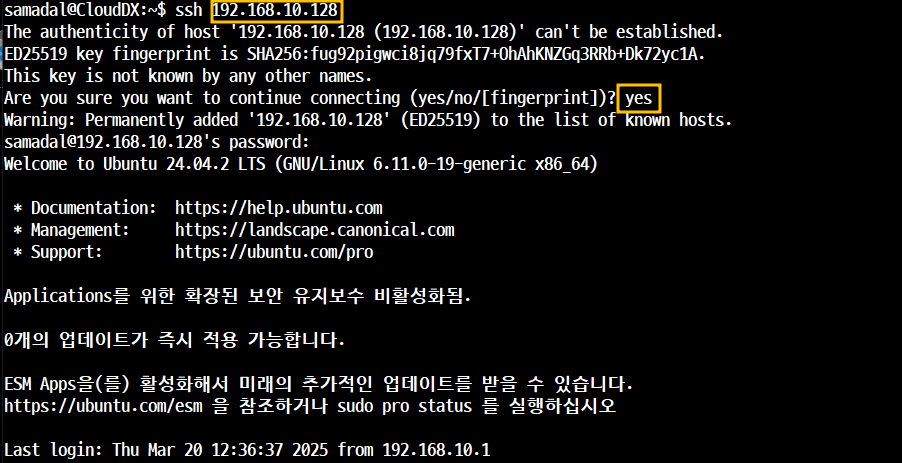 samadal@CloudDX:~$ ssh 192.168.10.128
The authenticity of host '192.168.10.128 (192.168.10.128)' can't be established.
ED25519 key fingerprint is SHA256:fug92pigwci8jq79fxT7+OhAhKNZGq3RRb+Dk72yc1A.
This key is not known by any other names.
Are you sure you want to continue connecting (yes/no/[fingerprint])? yes
Warning: Permanently added '192.168.10.128' (ED25519) to the list of known hosts.
samadal@192.168.10.128's password:
Welcome to Ubuntu 24.04.2 LTS (GNU/Linux 6.11.0-19-generic x86_64)
* Documentation:  https://help.ubuntu.com
* Management:     https://landscape.canonical.com
* Support:        https://ubuntu.com/pro
Applications를 위한 확장된 보안 유지보수 비활성화됨.
0개의 업데이트가 즉시 적용 가능합니다.
ESM Apps을(를) 활성화해서 미래의 추가적인 업데이트를 받을 수 있습니다.
https://ubuntu.com/esm 을 참조하거나 sudo pro status 를 실행하십시오
Last login: Thu Mar 20 12:36:37 2025 from 192.168.10.1